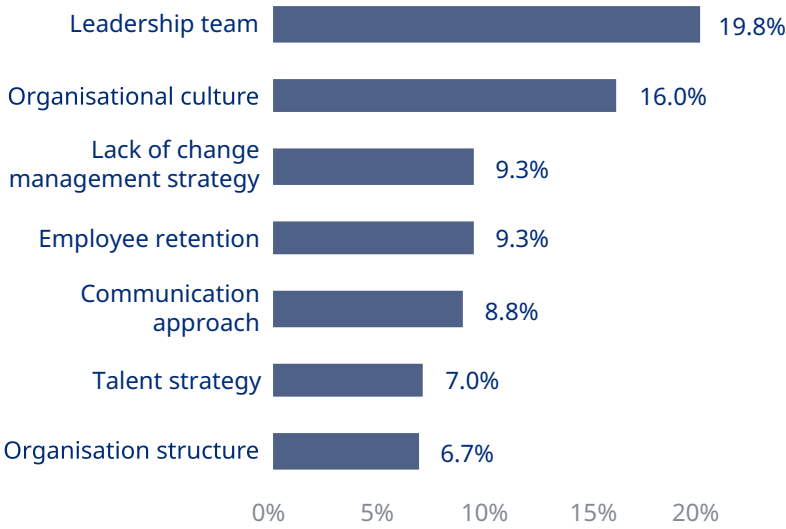 Leadership team 19.8%
Organisational culture 16.0%
Lack of change
management strategy 9.3%
Employee retention 9.3%
Communication
approach 8.8%
Talent strategy 7.0%
Organisation structure 6.7%
0% 5% 10% 15% 20%